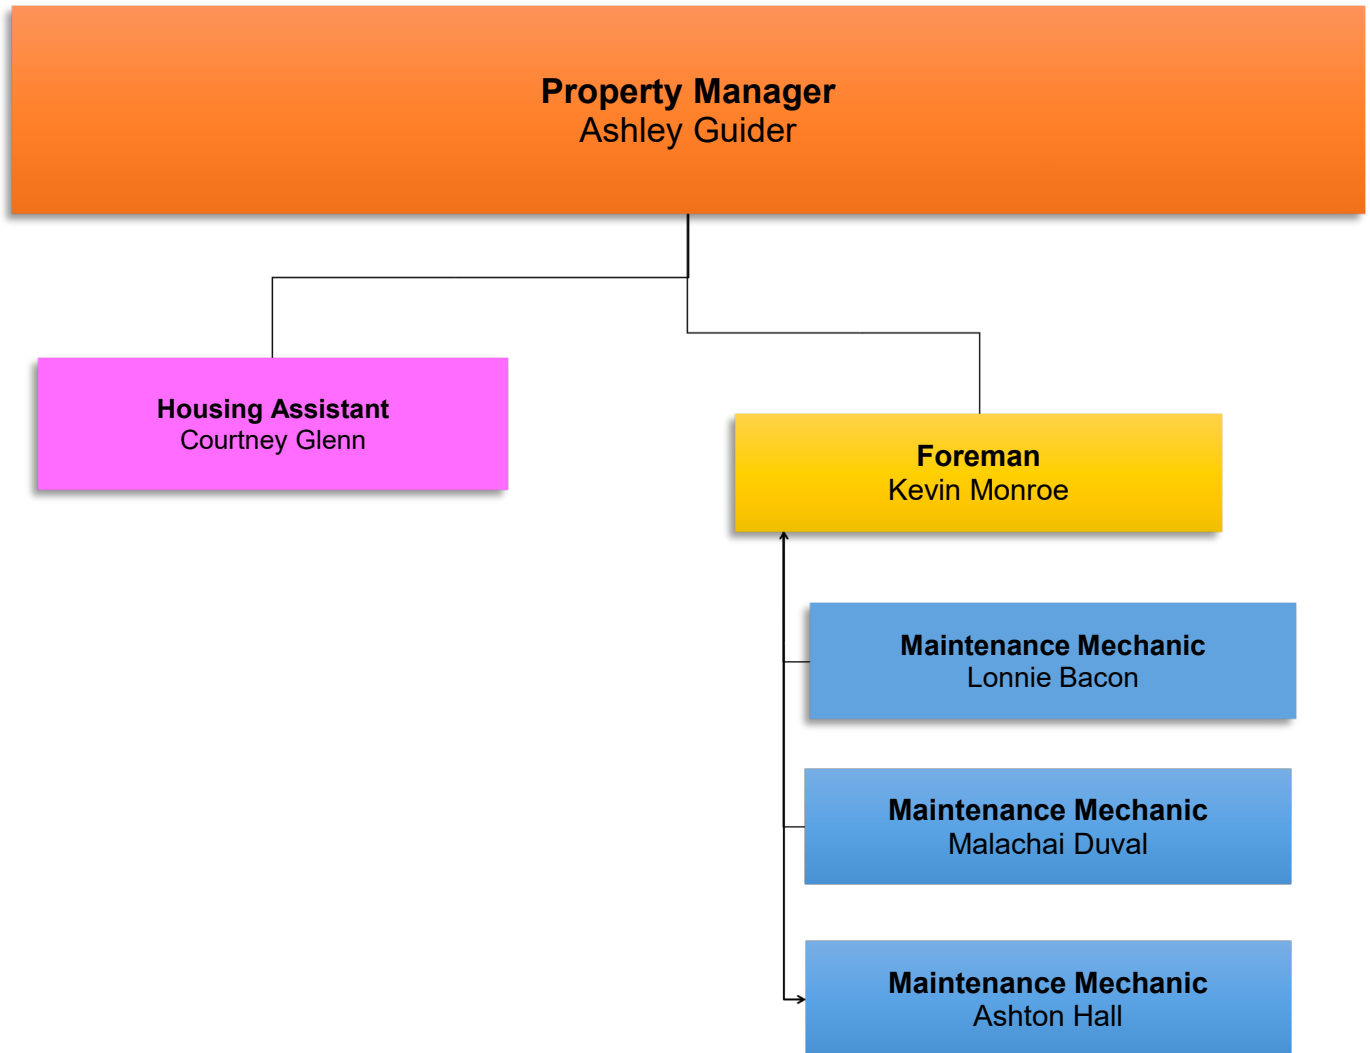 Property Manager
Ashley Guider
Housing Assistant
Courtney Glenn
Foreman
Kevin Monroe
Maintenance Mechanic
Lonnie Bacon
Maintenance Mechanic
Malachai Duval
Maintenance Mechanic
Ashton Hall